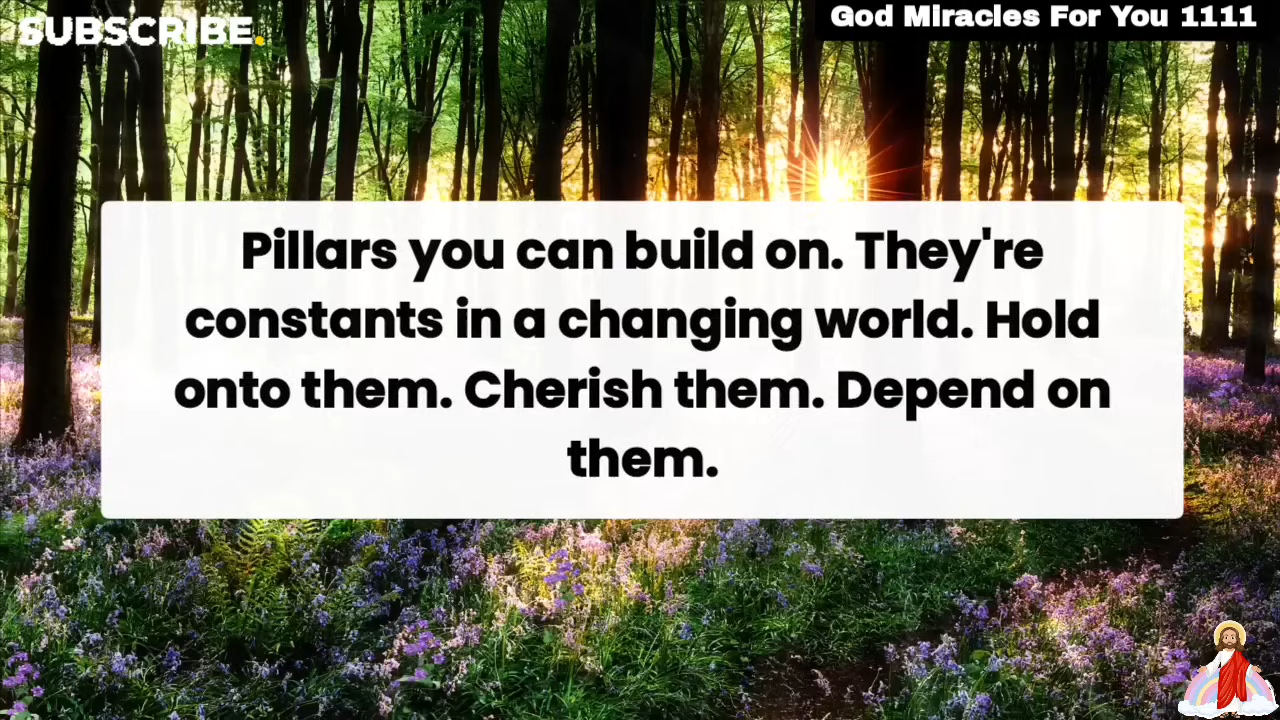 SUBSCRIBE.
God Miracles For You 1111
Pillars you can build on. They're
constants in a changing world. Hold
onto them. Cherish them. Depend on
them.